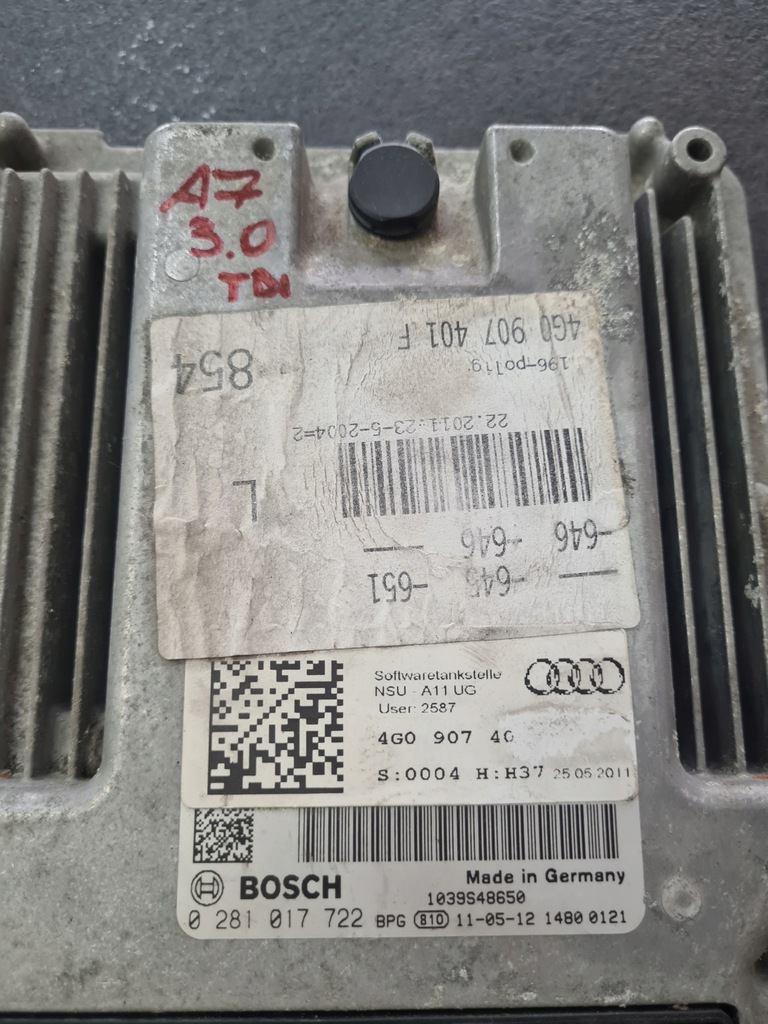 A7
3.0
TDI
4G0 907 401 F
196-polig
854
22.2011.23-5-2004=2
L
-646 -646
-645 -651
Softwaretankstelle
NSU - A11 UG
User: 2587
4G0 907 40
S:0004 H:H37 25 05 2011
BOSCH
Made in Germany
1039S48650
0 281 017 722 BPG 810 11-05-12 1480 0121